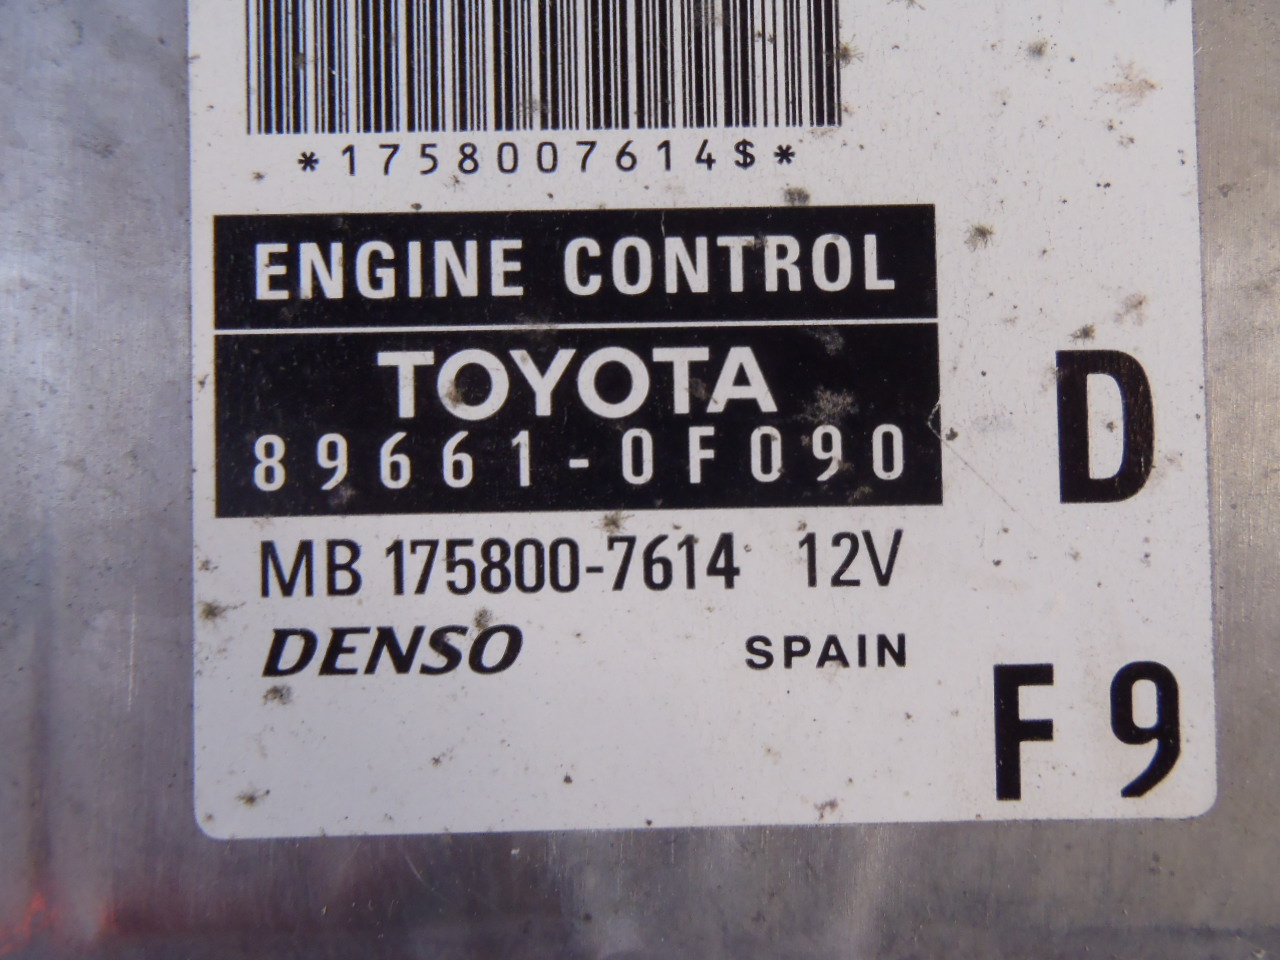 *1758007614$*
ENGINE CONTROL
TOYOTA
89661-0F090
D
MB 175800-7614 12V
DENSO SPAIN
F9